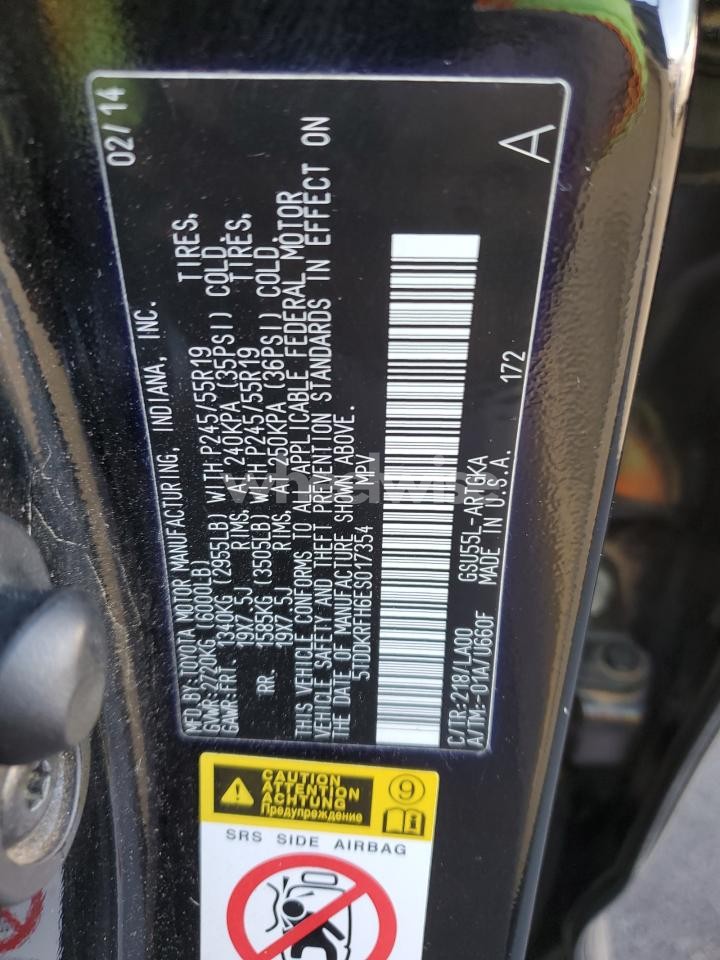 MFD.BY:TOYOTA MOTOR MANUFACTURING, INDIANA, INC. 02/14
GVWR:2720KG (6000LB)
GAWR:FRT. 1340KG (2955LB) WITH P245/55R19 TIRES.
19X7.5J RIMS. AT 240KPA (35PSI) COLD.
RR. 1585KG (3505LB) WITH P245/55R19 TIRES.
19X7.5J RIMS. AT 250KPA (36PSI) COLD.
THIS VEHICLE CONFORMS TO ALL APPLICABLE FEDERAL MOTOR
VEHICLE SAFETY AND THEFT PREVENTION STANDARDS IN EFFECT ON
THE DATE OF MANUFACTURE SHOWN ABOVE.
5TDDKRFH6ES017354 MPV
C/TR:218/LA00 GSU55L-ARTGKA
A/TM:-01A/U660F MADE IN U.S.A. 172
A
CAUTION
ATTENTION
ACHTUNG
Предупреждение
9
SRS SIDE AIRBAG